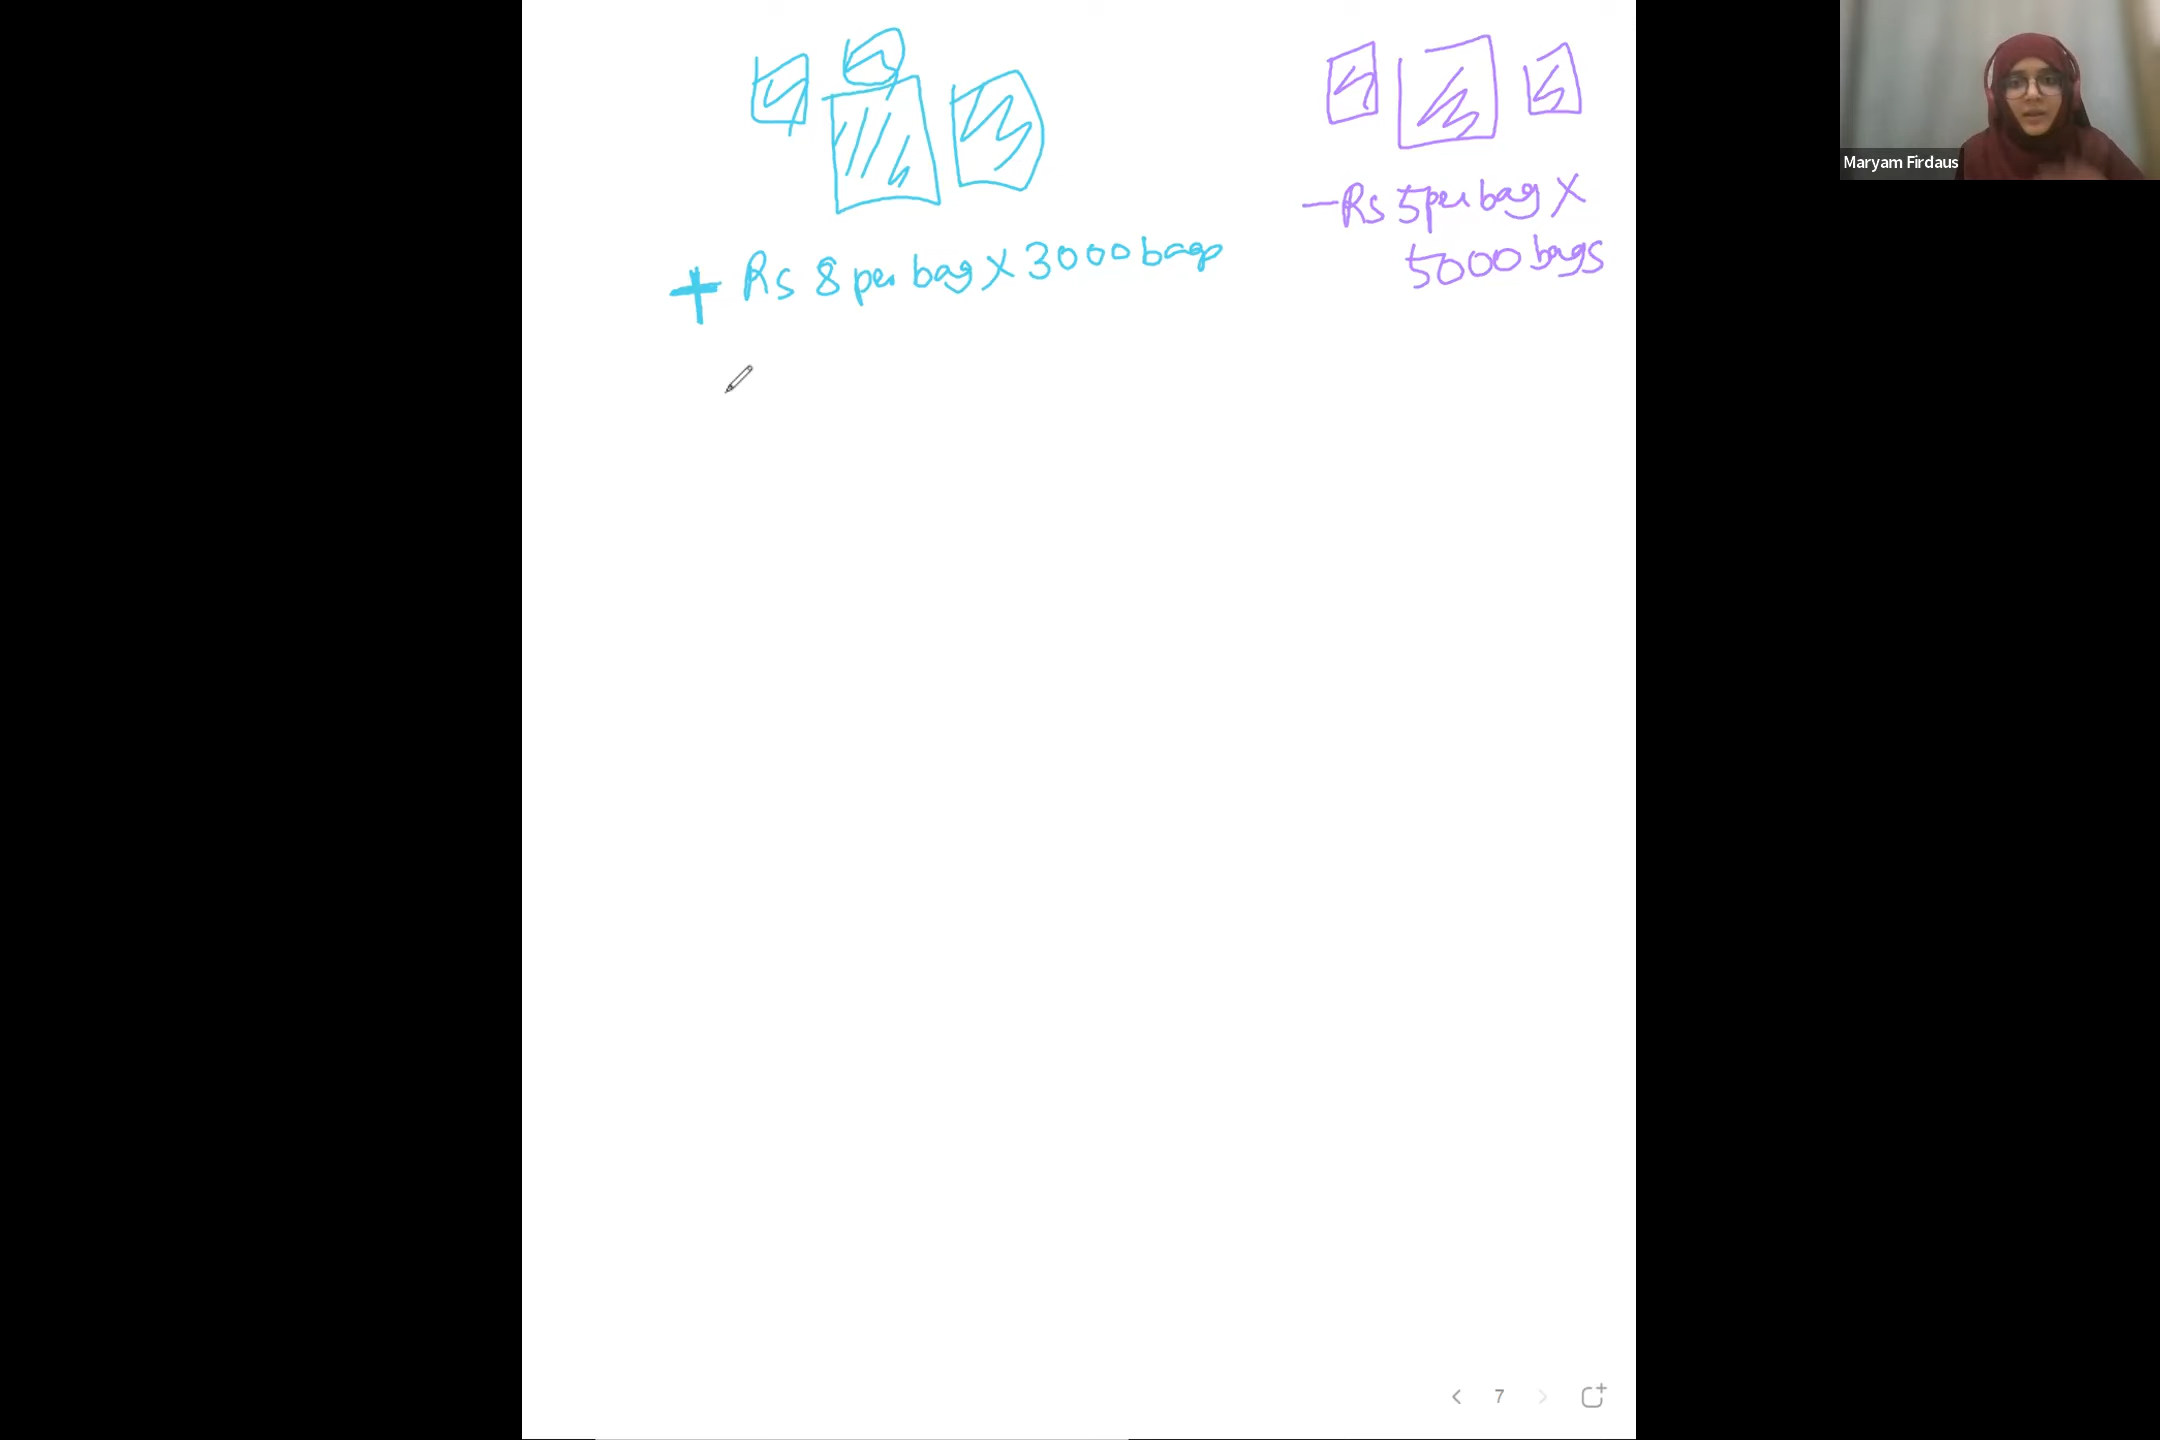 + Rs 8 per bag X 3000 bags
-Rs 5 per bag X
5000 bags
Maryam Firdaus
7